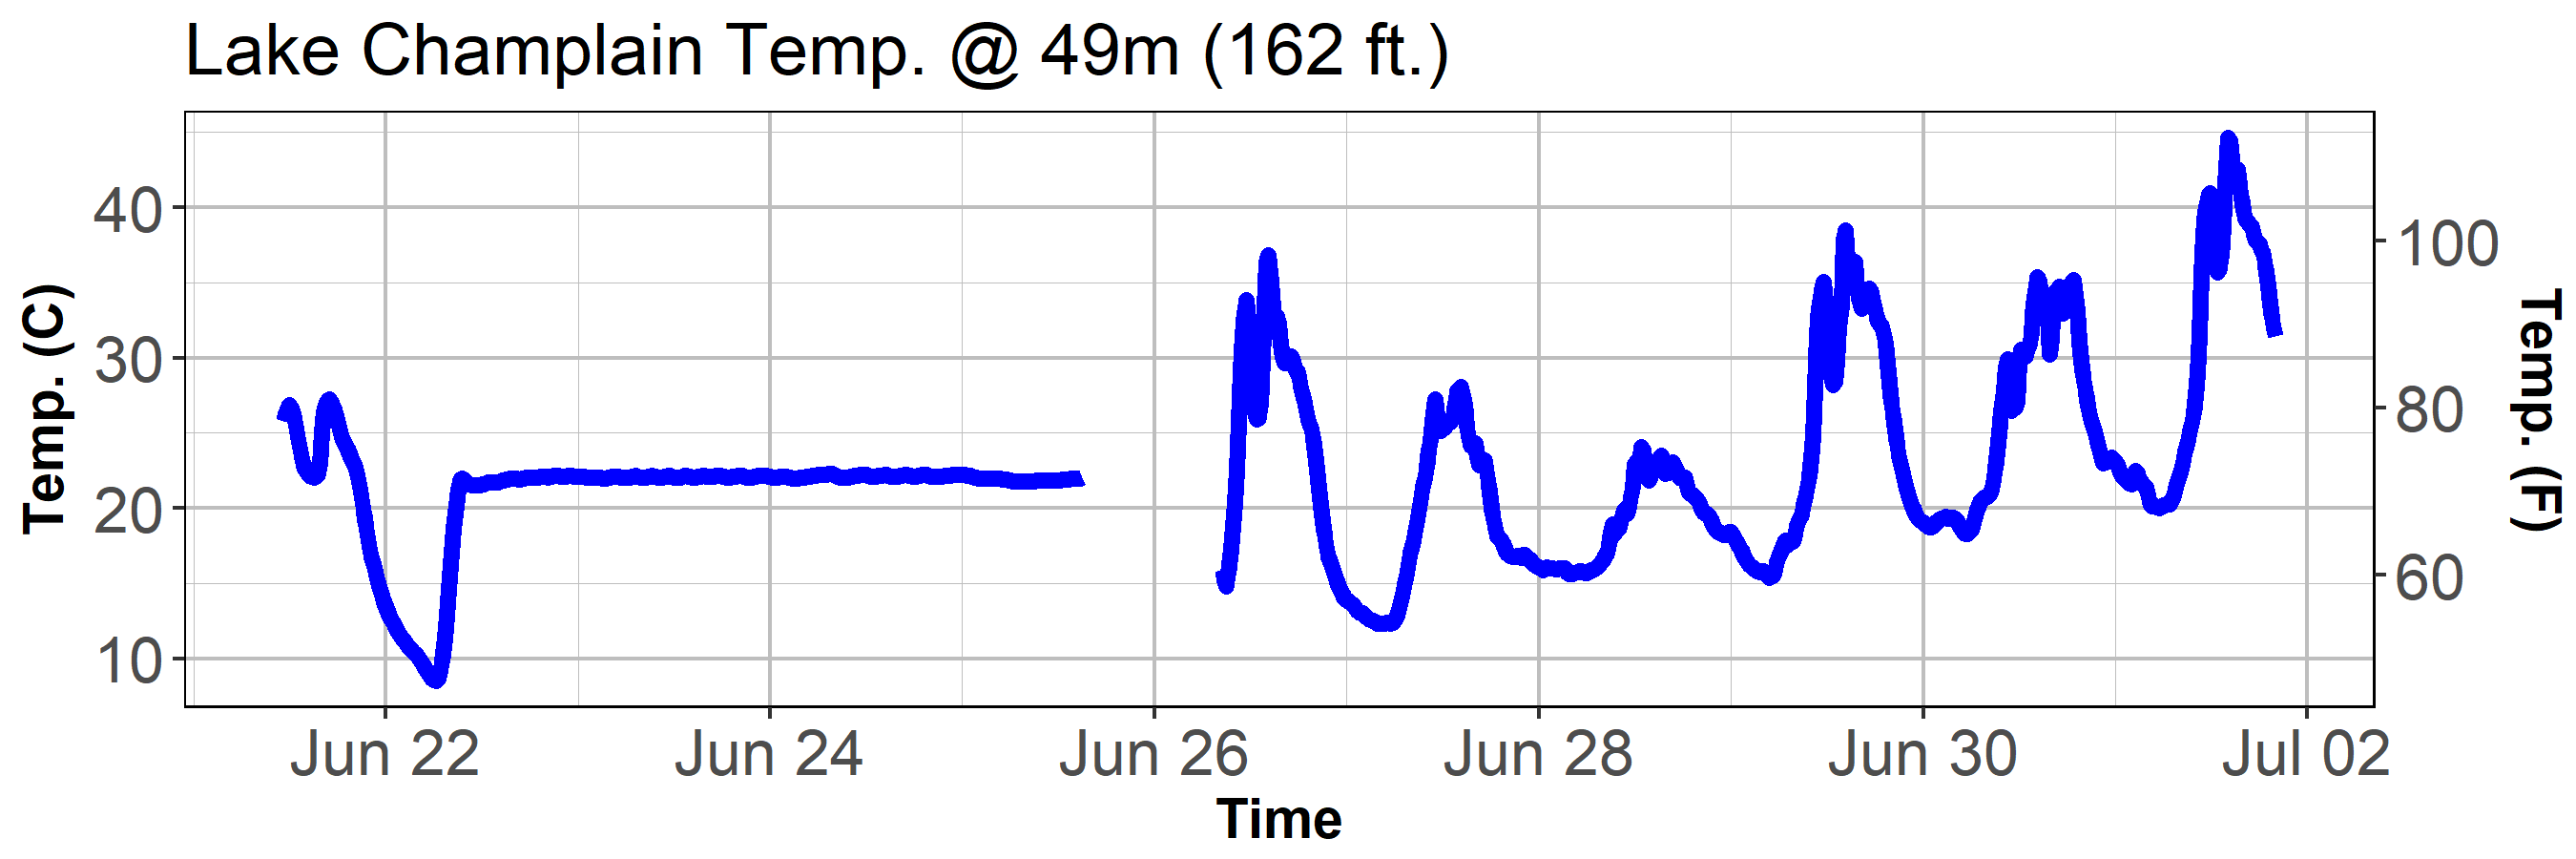 Lake Champlain Temp. @ 49m (162 ft.)
Temp. (C)
40
30
20
10
100
80
60
Temp. (F)
Jun 22 Jun 24 Jun 26 Jun 28 Jun 30 Jul 02
Time